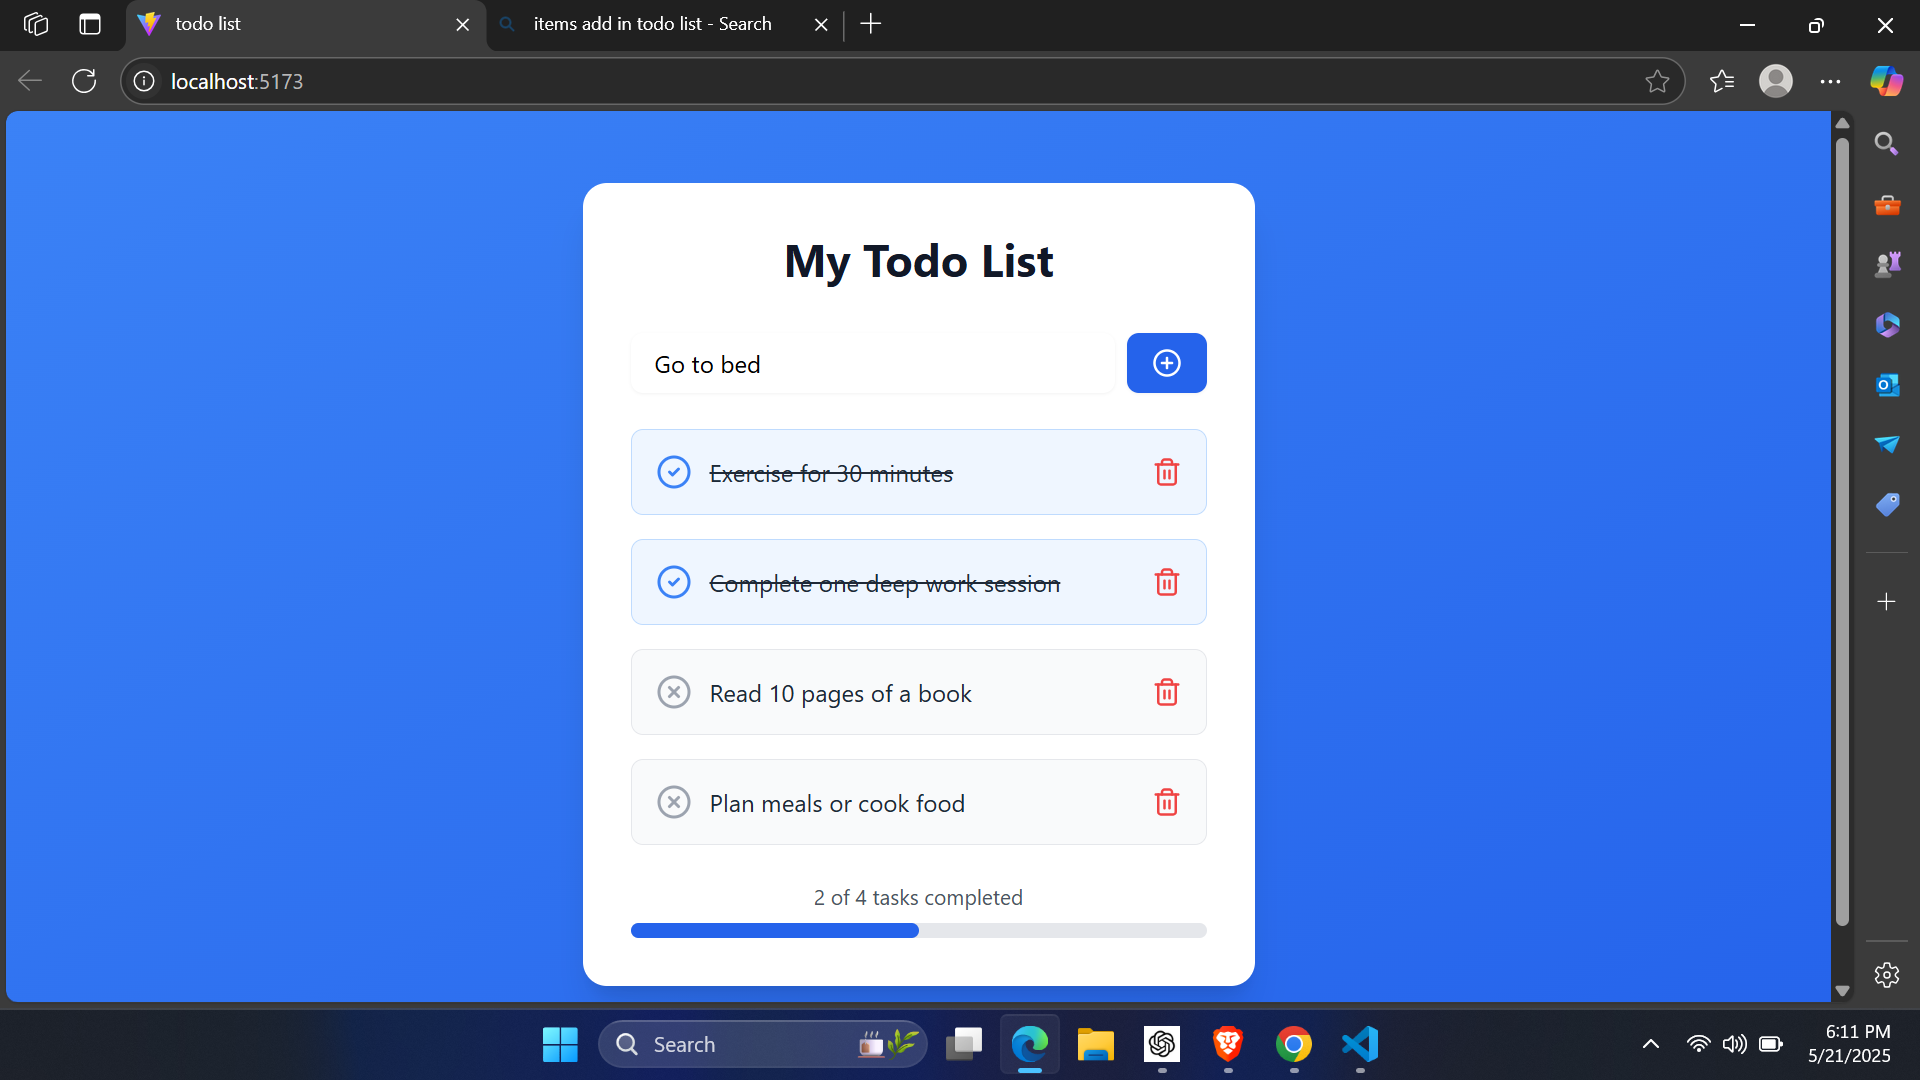 todo list
items add in todo list - Search
localhost:5173
My Todo List
Go to bed
Exercise for 30 minutes
Complete one deep work session
Read 10 pages of a book
Plan meals or cook food
2 of 4 tasks completed
Search
6:11 PM
5/21/2025